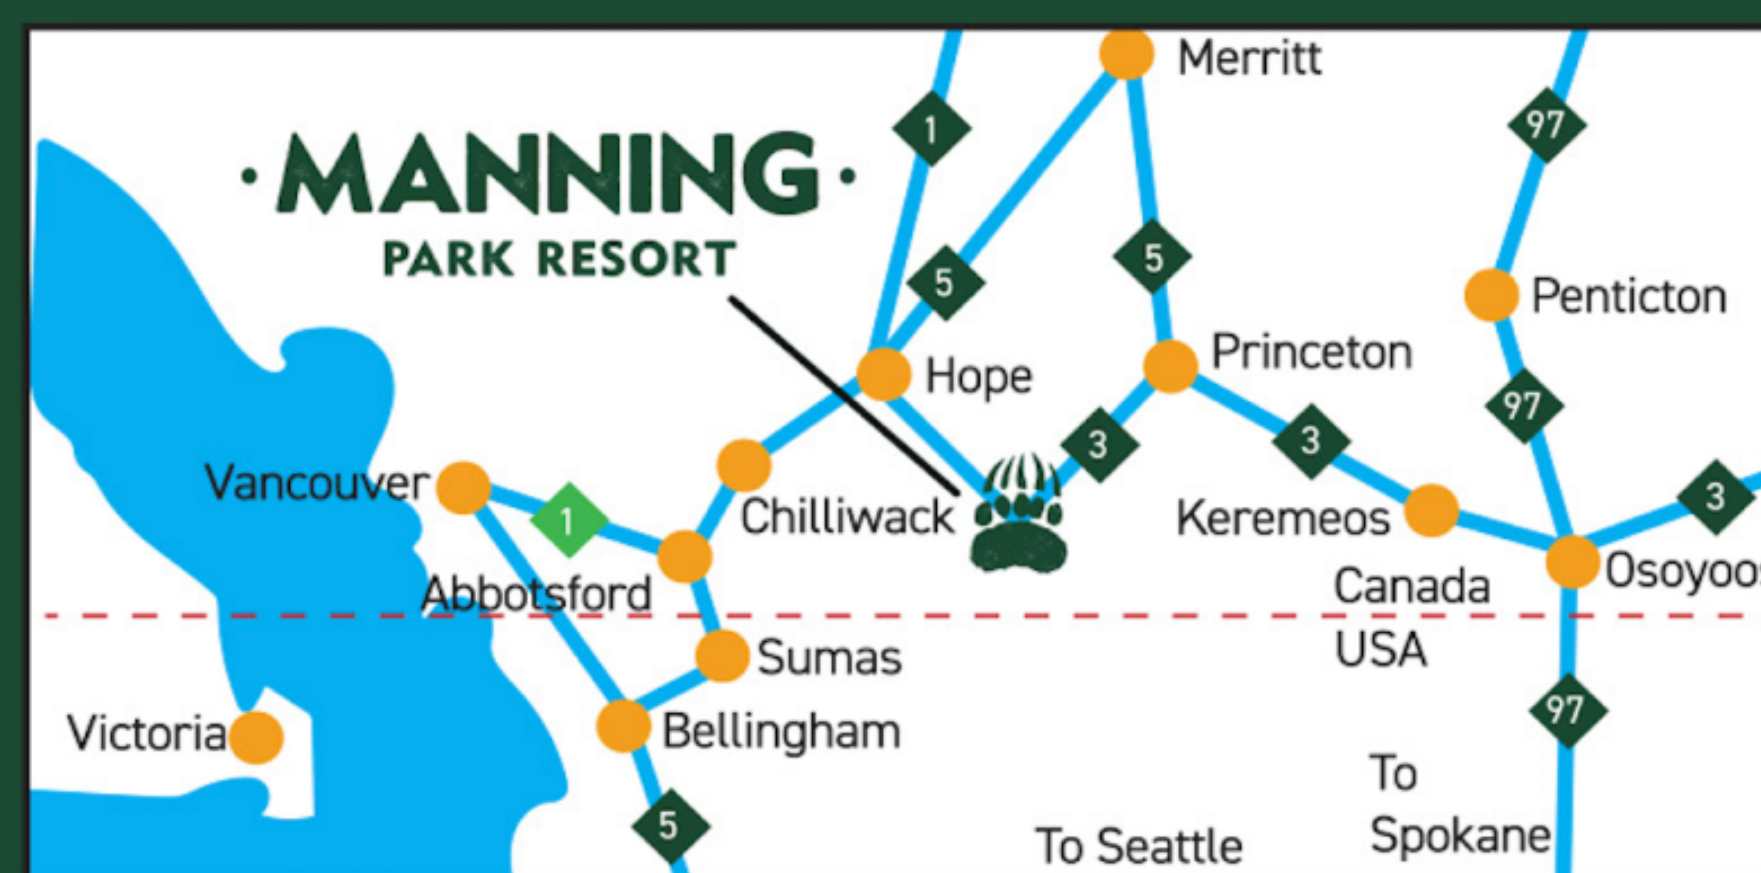 Merritt
1
97
· MANNING ·
PARK RESORT
5
5
Penticton
Hope
Princeton
97
3
3
Vancouver
3
1
Chilliwack
Keremeos
Osoyoos
Canada
Abbotsford
USA
Sumas
97
Victoria
Bellingham
To
Spokane
5
To Seattle